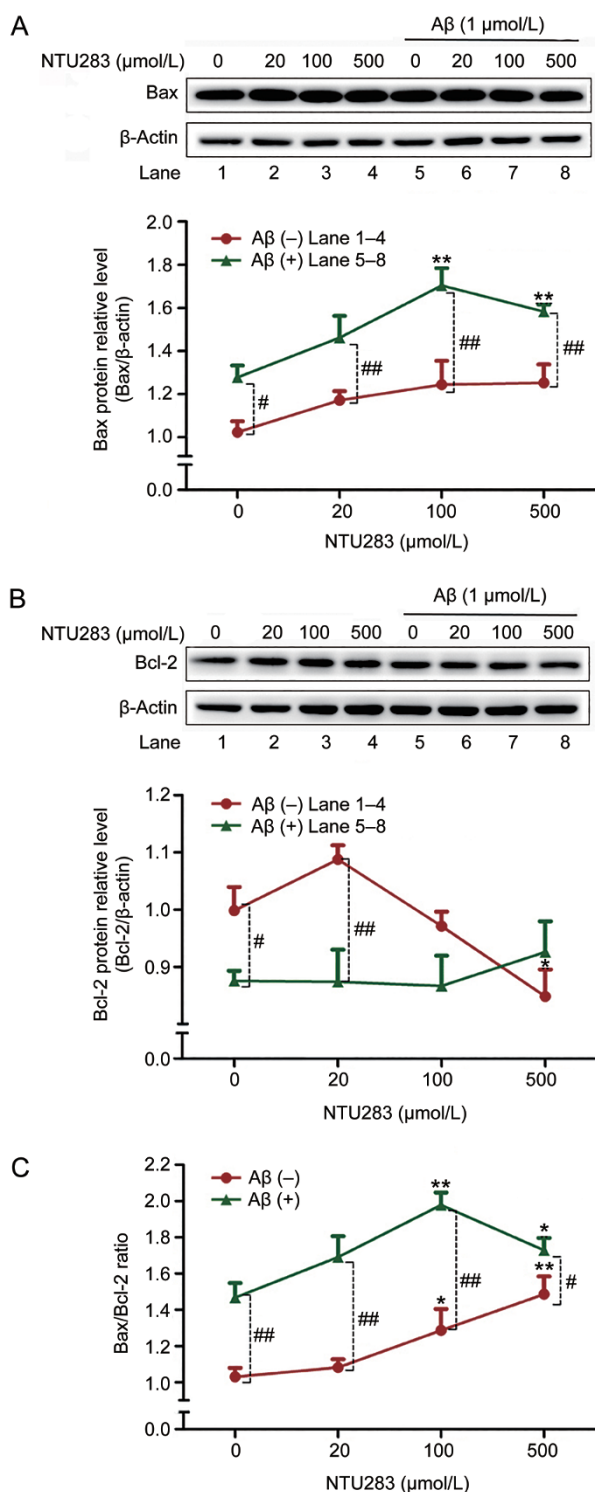 A
Aβ (1 µmol/L)
NTU283 (µmol/L) 0 20 100 500 0 20 100 500
Bax
β-Actin
Lane 1 2 3 4 5 6 7 8
2.0
1.8
1.6
1.4
1.2
1.0
0.0
Bax protein relative level
(Bax/β-actin)
Aβ (–) Lane 1–4
Aβ (+) Lane 5–8
**
**
#
##
##
##
0 20 100 500
NTU283 (µmol/L)
B
Aβ (1 µmol/L)
NTU283 (µmol/L) 0 20 100 500 0 20 100 500
Bcl-2
β-Actin
Lane 1 2 3 4 5 6 7 8
1.2
1.1
1.0
0.9
0.0
Bcl-2 protein relative level
(Bcl-2/β-actin)
Aβ (–) Lane 1–4
Aβ (+) Lane 5–8
#
##
*
0 20 100 500
NTU283 (µmol/L)
C
2.2
2.0
1.8
1.6
1.4
1.2
1.0
0.0
Bax/Bcl-2 ratio
Aβ (–)
Aβ (+)
**
*
**
*
##
##
##
#
0 20 100 500
NTU283 (µmol/L)